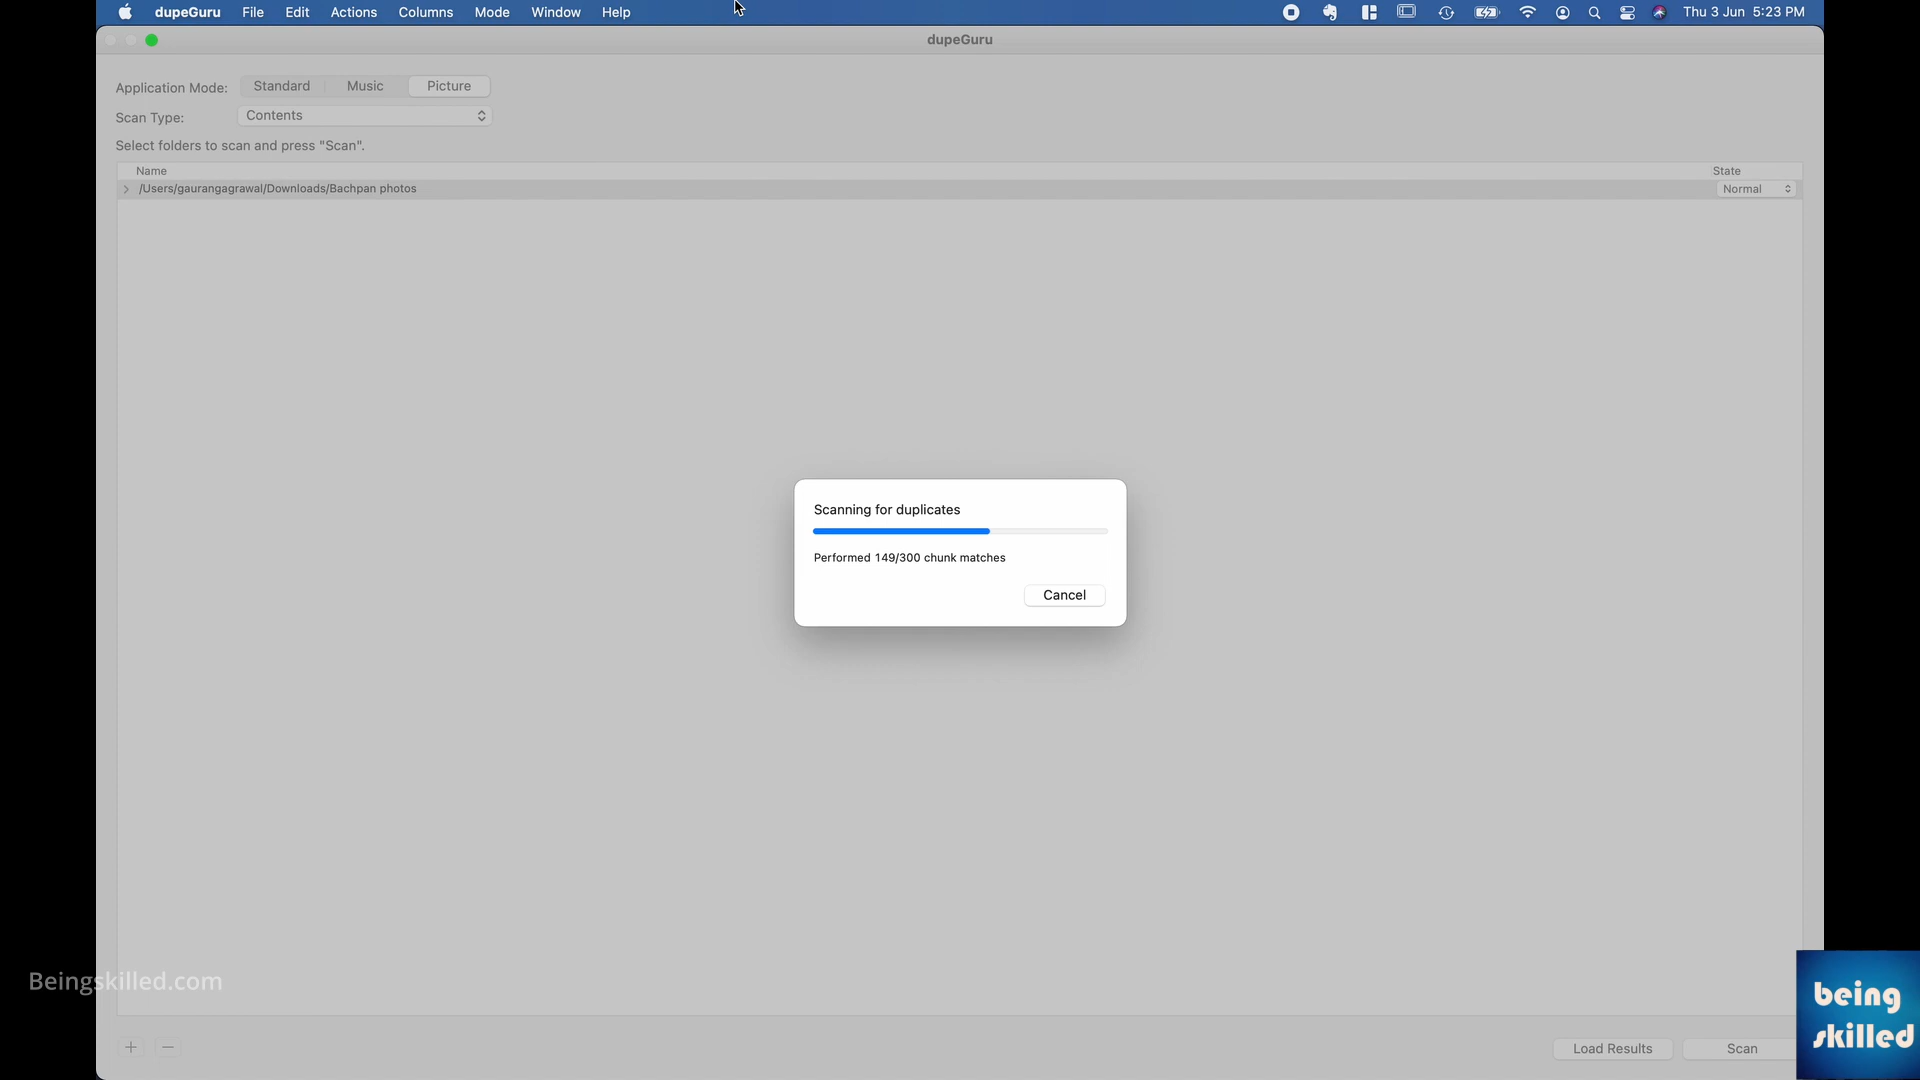 dupeGuru File Edit Actions Columns Mode Window Help Thu 3 Jun 5:23 PM
dupeGuru
Application Mode: Standard Music Picture
Scan Type: Contents
Select folders to scan and press "Scan".
Name State
/Users/gaurangagrawal/Downloads/Bachpan photos Normal
Scanning for duplicates
Performed 149/300 chunk matches
Cancel
Beingskilled.com
being
skilled
Load Results Scan